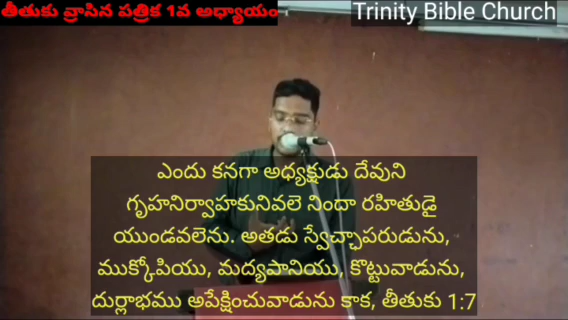 తీతుకు వ్రాసిన పత్రిక 1వ అధ్యాయం
Trinity Bible Church
ఎందు కనగా అధ్యక్షుడు దేవుని
గృహనిర్వాహకునివలె నిందా రహితుడై
యుండవలెను. అతడు స్వేచ్ఛాపరుడును,
ముక్కోపియు, మద్యపానియు, కొట్టువాడును,
దుర్లాభము అపేక్షించువాడును కాక, తీతుకు 1:7